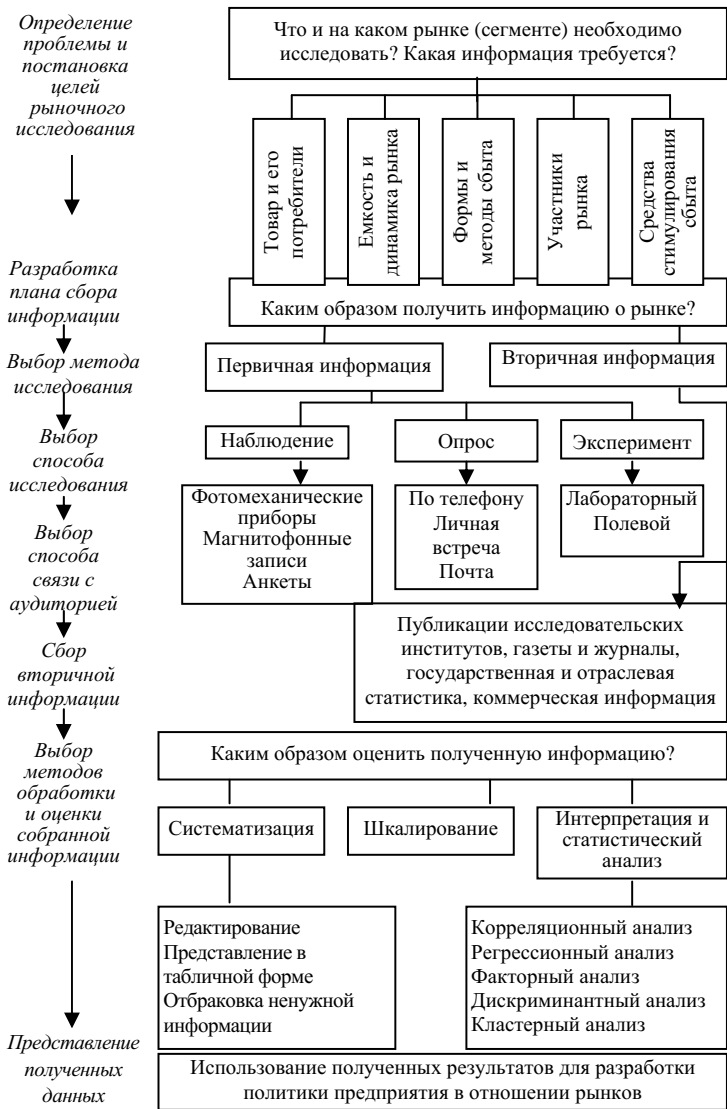 Определение
проблемы и
постановка
целей
рыночного
исследования
Что и на каком рынке (сегменте) необходимо
исследовать? Какая информация требуется?
Товар и его
потребители
Емкость и
динамика рынка
Формы и
методы сбыта
Участники
рынка
Средства
стимулирования
сбыта
Разработка
плана сбора
информации
Каким образом получить информацию о рынке?
Выбор метода
исследования
Первичная информация
Вторичная информация
Выбор
способа
исследования
Наблюдение
Опрос
Эксперимент
Фотомеханические
приборы
Магнитофонные
записи
Анкеты
По телефону
Личная
встреча
Почта
Лабораторный
Полевой
Выбор
способа
связи с
аудиторией
Сбор
вторичной
информации
Публикации исследовательских
институтов, газеты и журналы,
государственная и отраслевая
статистика, коммерческая информация
Выбор
методов
обработки
и оценки
собранной
информации
Каким образом оценить полученную информацию?
Систематизация
Шкалирование
Интерпретация и
статистический
анализ
Редактирование
Представление в
табличной форме
Отбраковка ненужной
информации
Корреляционный анализ
Регрессионный анализ
Факторный анализ
Дискриминантный анализ
Кластерный анализ
Представление
полученных
данных
Использование полученных результатов для разработки
политики предприятия в отношении рынков